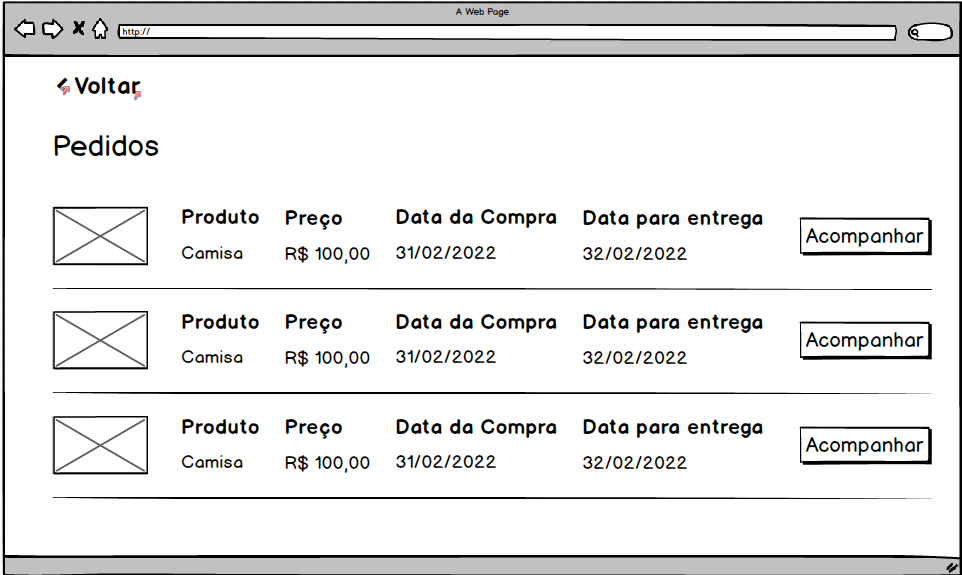 A Web Page
http://
Voltar
Pedidos
Produto Preço Data da Compra Data para entrega
Camisa R$ 100,00 31/02/2022 32/02/2022
Acompanhar
Produto Preço Data da Compra Data para entrega
Camisa R$ 100,00 31/02/2022 32/02/2022
Acompanhar
Produto Preço Data da Compra Data para entrega
Camisa R$ 100,00 31/02/2022 32/02/2022
Acompanhar